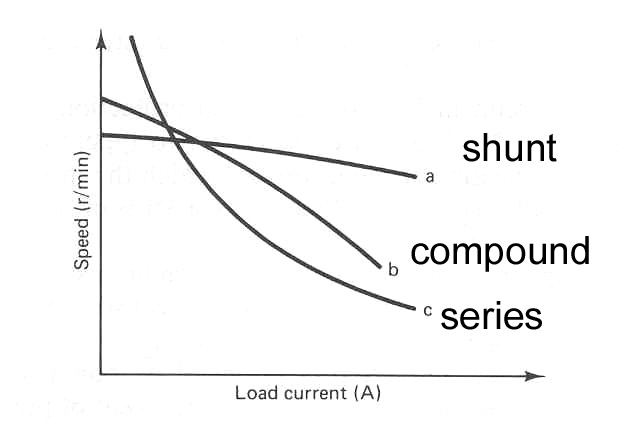 shunt
a
compound
b
series
c
Speed (r/min)
Load current (A)